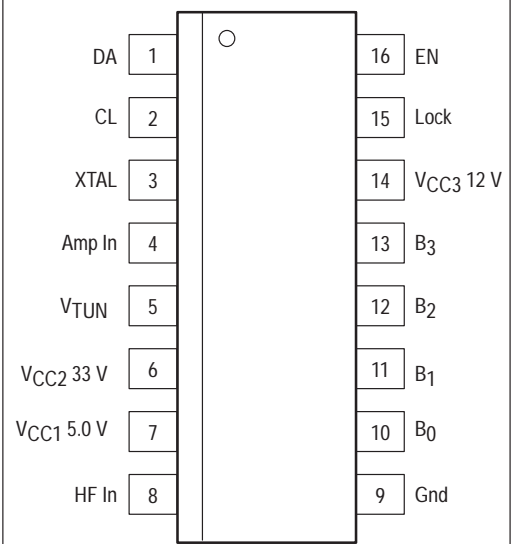 DA 1 16 EN
CL 2 15 Lock
XTAL 3 14 VCC3 12 V
Amp In 4 13 B3
VTUN 5 12 B2
VCC2 33 V 6 11 B1
VCC1 5.0 V 7 10 B0
HF In 8 9 Gnd